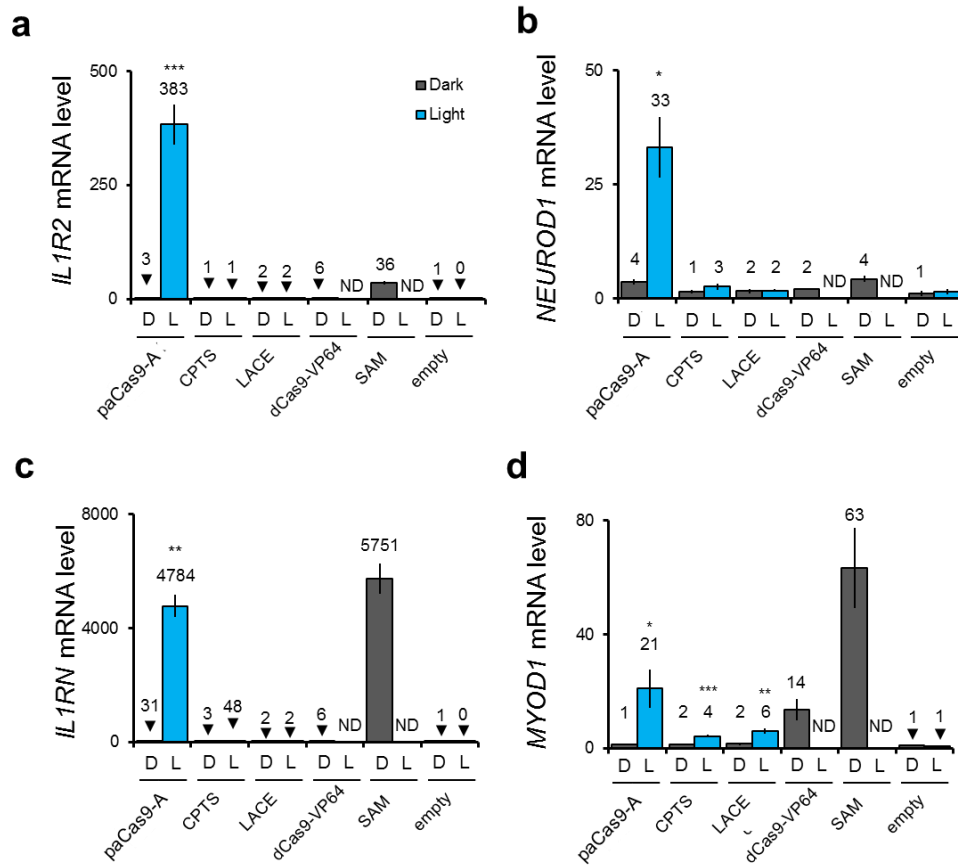 a
IL1R2 mRNA level
500
250
0
***
383
Dark
Light
3
1 1
2 2
6
ND
36
ND
1 0
D L D L D L D L D L D L
paCas9-A
CPTS
LACE
dCas9-VP64
SAM
empty
b
NEUROD1 mRNA level
50
25
0
*
33
4
1 3
2 2
2
ND
4
ND
1
D L D L D L D L D L D L
paCas9-A
CPTS
LACE
dCas9-VP64
SAM
empty
c
IL1RN mRNA level
8000
4000
0
**
4784
31
3 48
2 2
6
ND
5751
ND
1 0
D L D L D L D L D L D L
paCas9-A
CPTS
LACE
dCas9-VP64
SAM
empty
d
MYOD1 mRNA level
80
40
0
*
1 21
***
2 4
**
2 6
14
ND
63
ND
1 1
D L D L D L D L D L D L
paCas9-A
CPTS
LACE
dCas9-VP64
SAM
empty